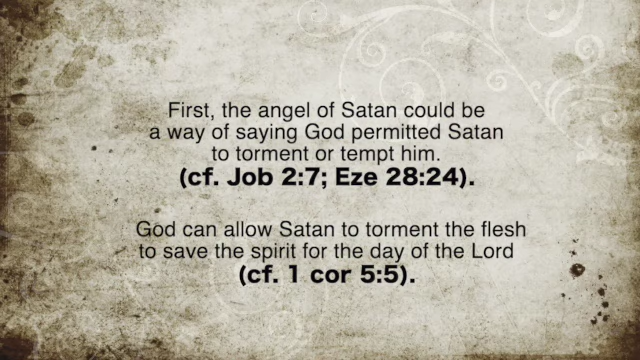 First, the angel of Satan could be
a way of saying God permitted Satan
to torment or tempt him.
(cf. Job 2:7; Eze 28:24).
God can allow Satan to torment the flesh
to save the spirit for the day of the Lord
(cf. 1 cor 5:5).